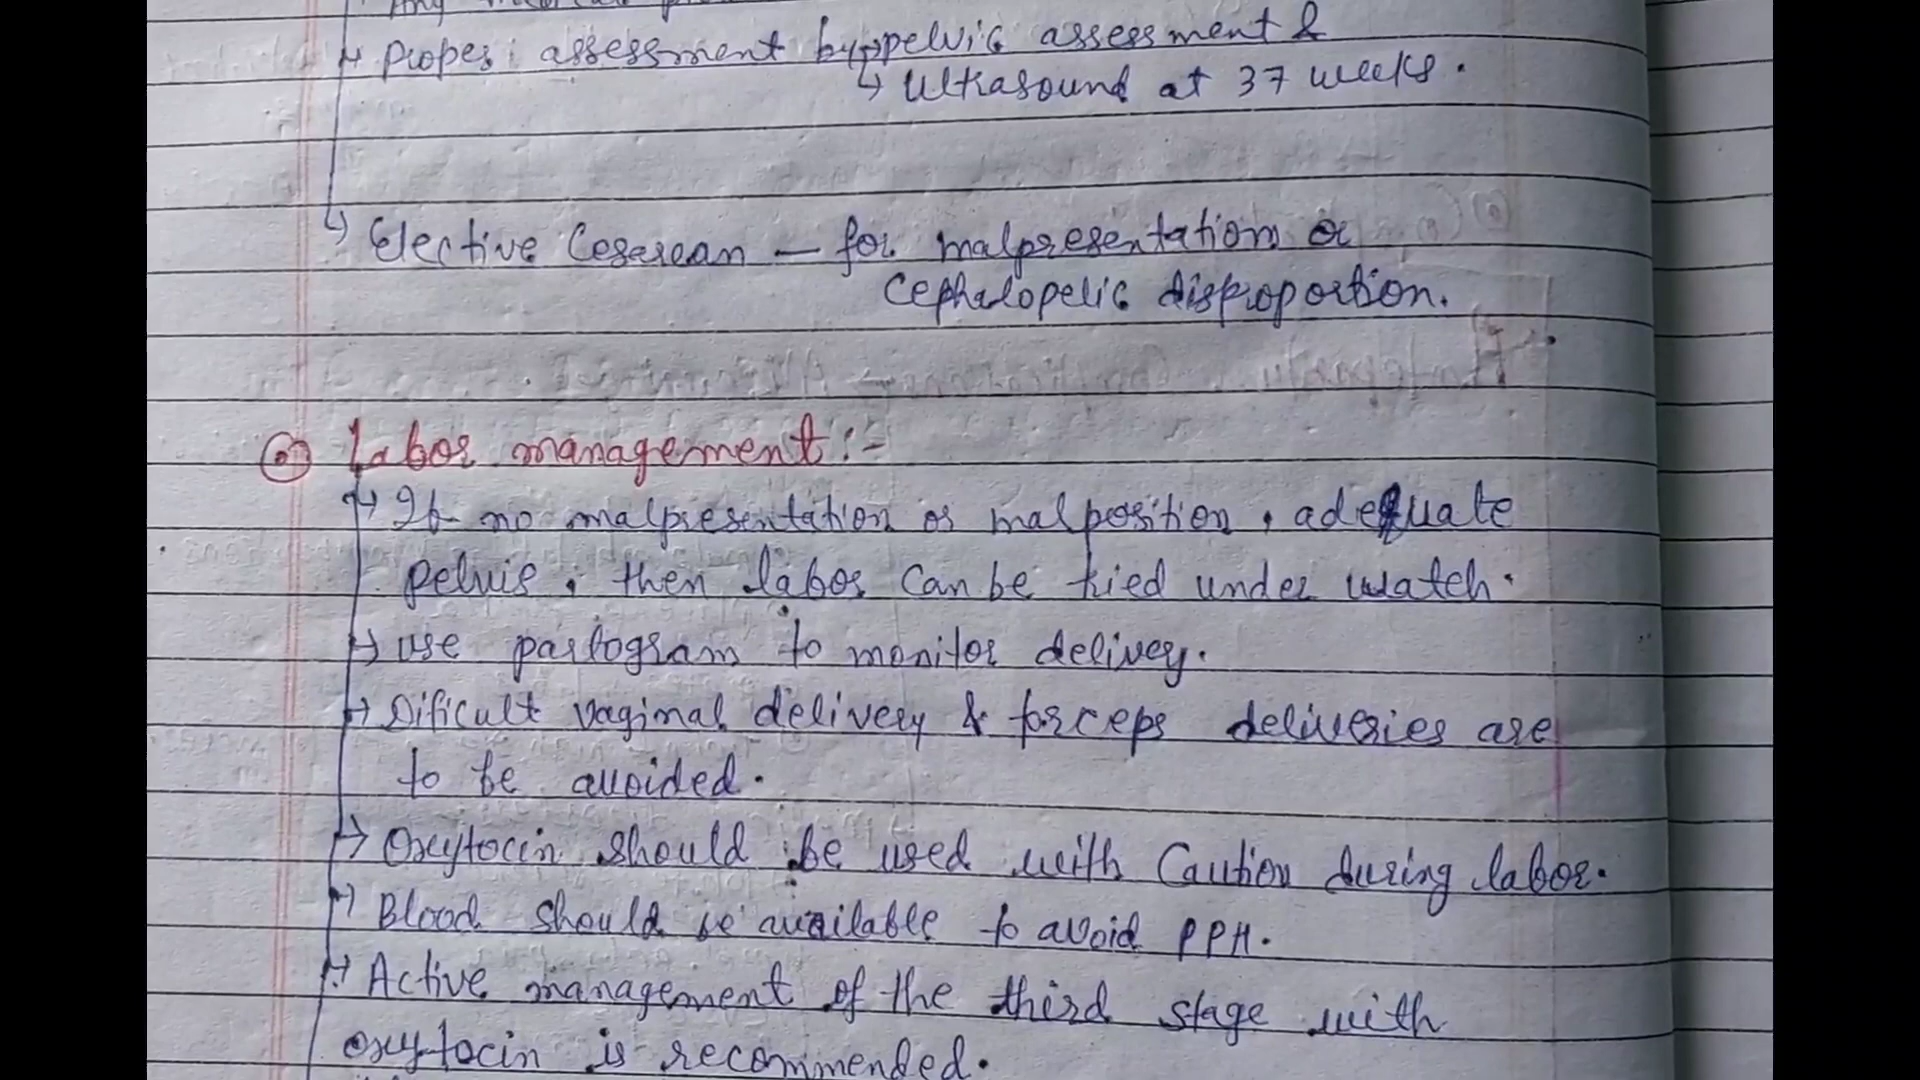 Any
↳ Proper assessment by → pelvic assessment &
↳ Ultrasound at 37 weeks.
↳ Elective Cesarean — for malpresentation or
Cephalopelic disproportion.
Labor management :-
↳ If no malpresentation or malposition, adequate
pelvis, then labor can be tried under watch.
↳ use partogram to monitor delivery.
↳ Dificult vaginal delivery & forceps deliveries are
to be avoided.
↳ Oxytocin should be used with Caution during labor.
↳ Blood should be available to avoid PPH.
↳ Active management of the third stage with
oxytocin is recommended.